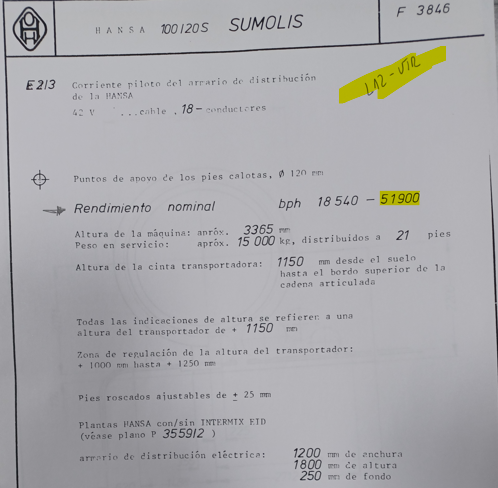 HANSA 100/20S SUMOLIS
F 3846
E213 Corriente piloto del armario de distribución
de la HANSA
42 V ...cable . 18- conductores
LN2-VTR
Puntos de apoyo de los pies calotas, Ø 120 mm
Rendimiento nominal bph 18 540 - 51900
Altura de la máquina: apróx. 3365 mm
Peso en servicio: apróx. 15 000 kg, distribuidos a 21 pies
Altura de la cinta transportadora: 1150 mm desde el suelo
hasta el bordo superior de la
cadena articulada
Todas las indicaciones de altura se refieren a una
altura del transportador de + 1150 mm
Zona de regulación de la altura del transportador:
+ 1000 mm hasta + 1250 mm
Pies roscados ajustables de ± 25 mm
Plantas HANSA con/sin INTERMIX EID
(véase plano P 355912 )
armario de distribución eléctrica: 1200 mm de anchura
1800 mm de altura
250 mm de fondo